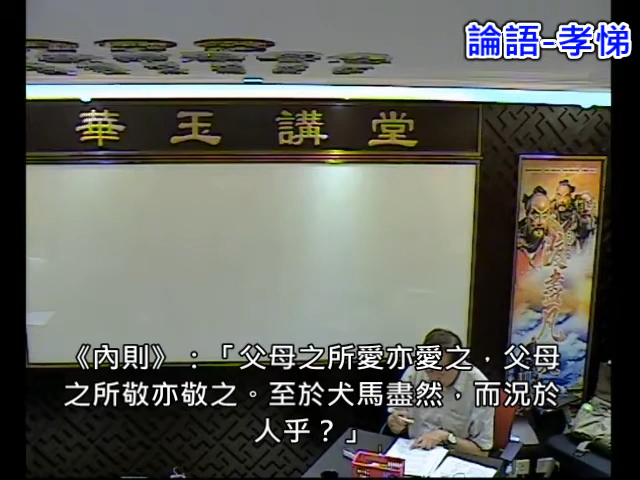 論語-孝悌
華玉講堂
《內則》：「父母之所愛亦愛之，父母
之所敬亦敬之。至於犬馬盡然，而況於
人乎？」